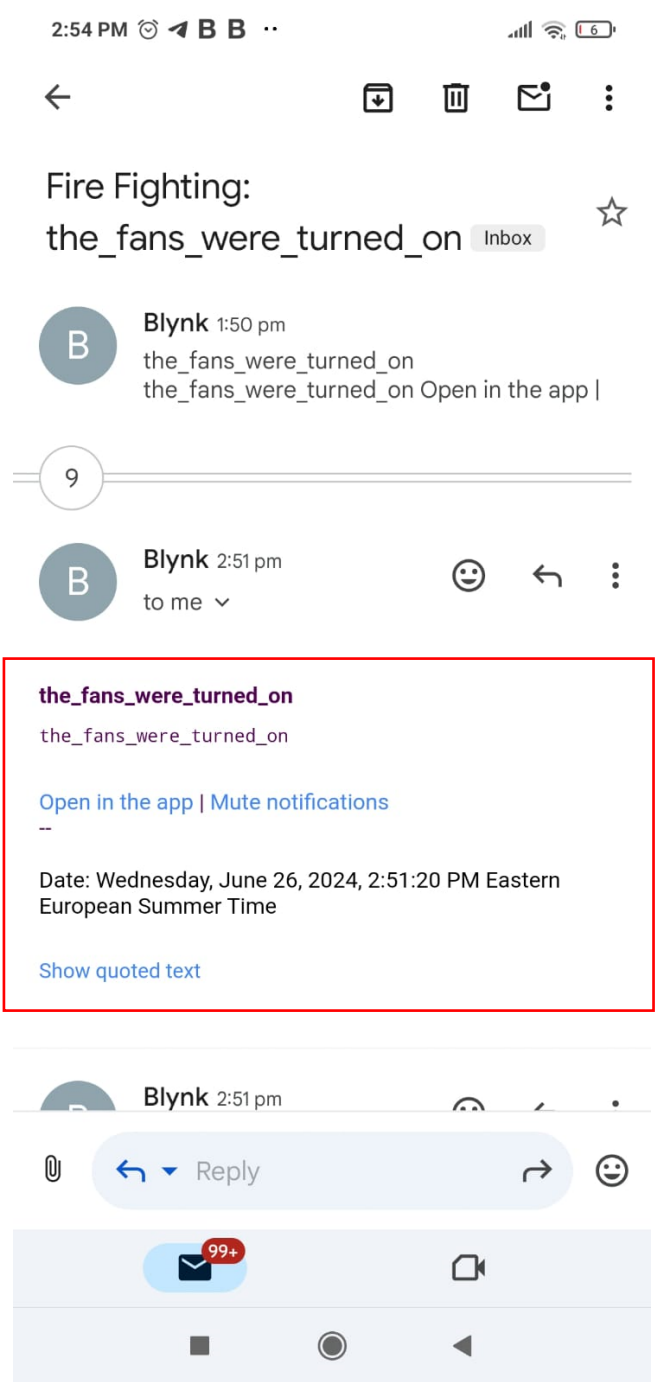 2:54 PM B B
6
Fire Fighting:
the_fans_were_turned_on Inbox
B
Blynk 1:50 pm
the_fans_were_turned_on
the_fans_were_turned_on Open in the app |
9
B
Blynk 2:51 pm
to me
the_fans_were_turned_on
the_fans_were_turned_on
Open in the app | Mute notifications
--
Date: Wednesday, June 26, 2024, 2:51:20 PM Eastern
European Summer Time
Show quoted text
B
Blynk 2:51 pm
Reply
99+